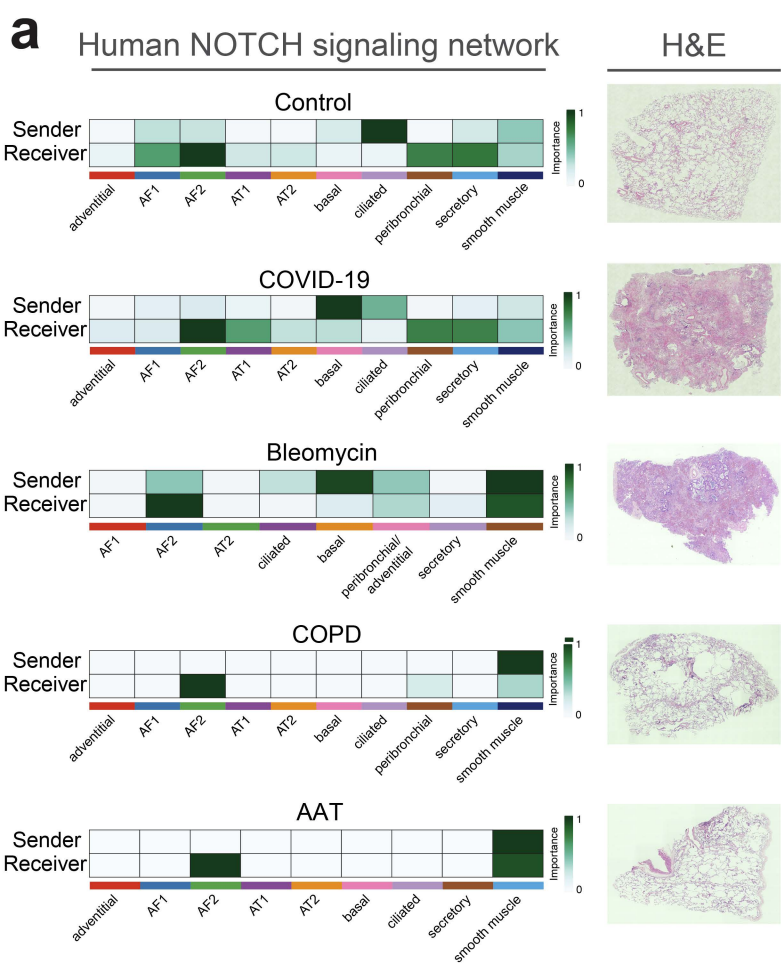 a
Human NOTCH signaling network
H&E
Control
Sender
Receiver
Importance
1
0
adventitial
AF1
AF2
AT1
AT2
basal
ciliated
peribronchial
secretory
smooth muscle
COVID-19
Sender
Receiver
Importance
1
0
adventitial
AF1
AF2
AT1
AT2
basal
ciliated
peribronchial
secretory
smooth muscle
Bleomycin
Sender
Receiver
Importance
1
0
AF1
AF2
AT2
ciliated
basal
peribronchial/
adventitial
secretory
smooth muscle
COPD
Sender
Receiver
Importance
1
0
adventitial
AF1
AF2
AT1
AT2
basal
ciliated
peribronchial
secretory
smooth muscle
AAT
Sender
Receiver
Importance
1
0
adventitial
AF1
AF2
AT1
AT2
basal
ciliated
secretory
smooth muscle